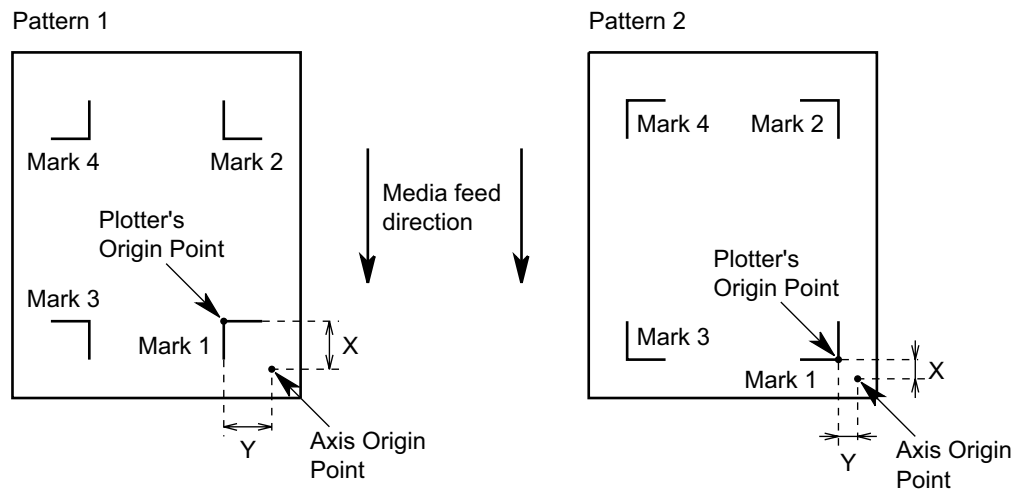 Pattern 1
Mark 4
Mark 2
Plotter's
Origin Point
Mark 3
Mark 1
X
Y
Axis Origin
Point
Media feed
direction
Pattern 2
Mark 4
Mark 2
Plotter's
Origin Point
Mark 3
Mark 1
X
Y
Axis Origin
Point